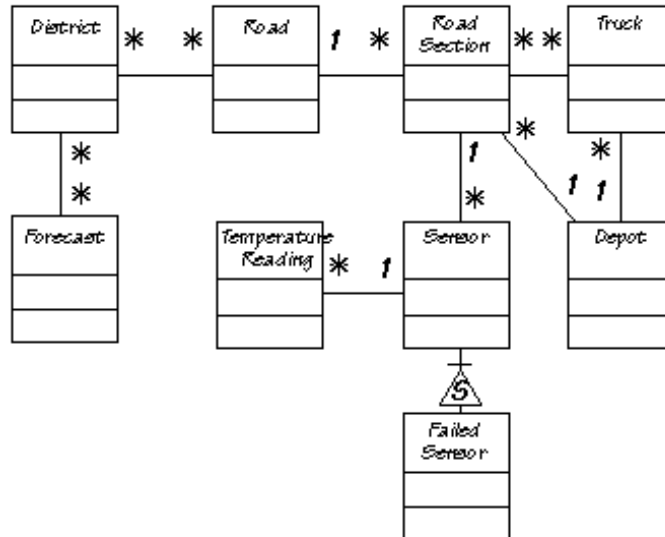 District
* *
Road
1 *
Road
Section
* *
Truck
*
*
*
1
*
*
1 1
Forecast
Temperature
Reading
* 1
Sensor
Depot
S
Failed
Sensor